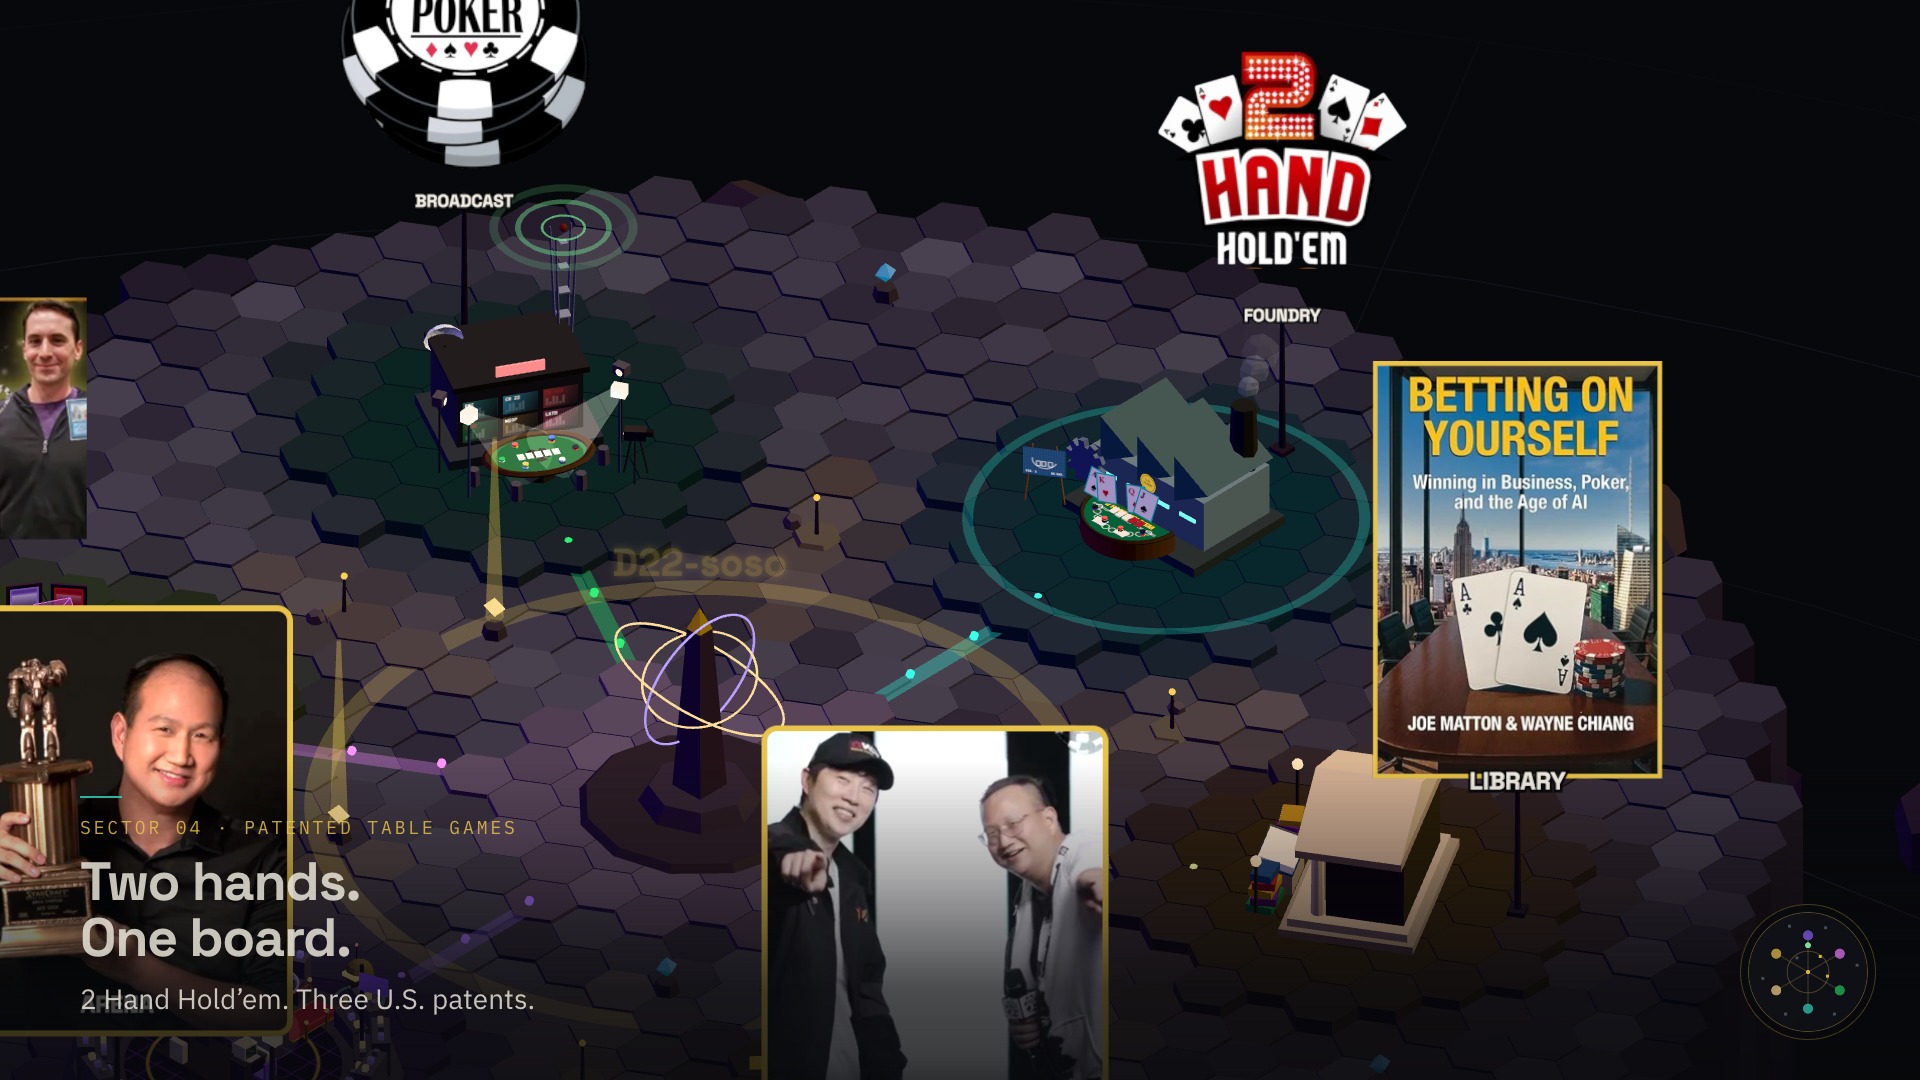 POKER
2
HAND
HOLD'EM
BROADCAST
FOUNDRY
BETTING ON
YOURSELF
Winning in Business, Poker,
and the Age of AI
JOE MATTON & WAYNE CHIANG
LIBRARY
D22-soso
SECTOR 04 · PATENTED TABLE GAMES
Two hands.
One board.
2 Hand Hold’em. Three U.S. patents.
ARENA